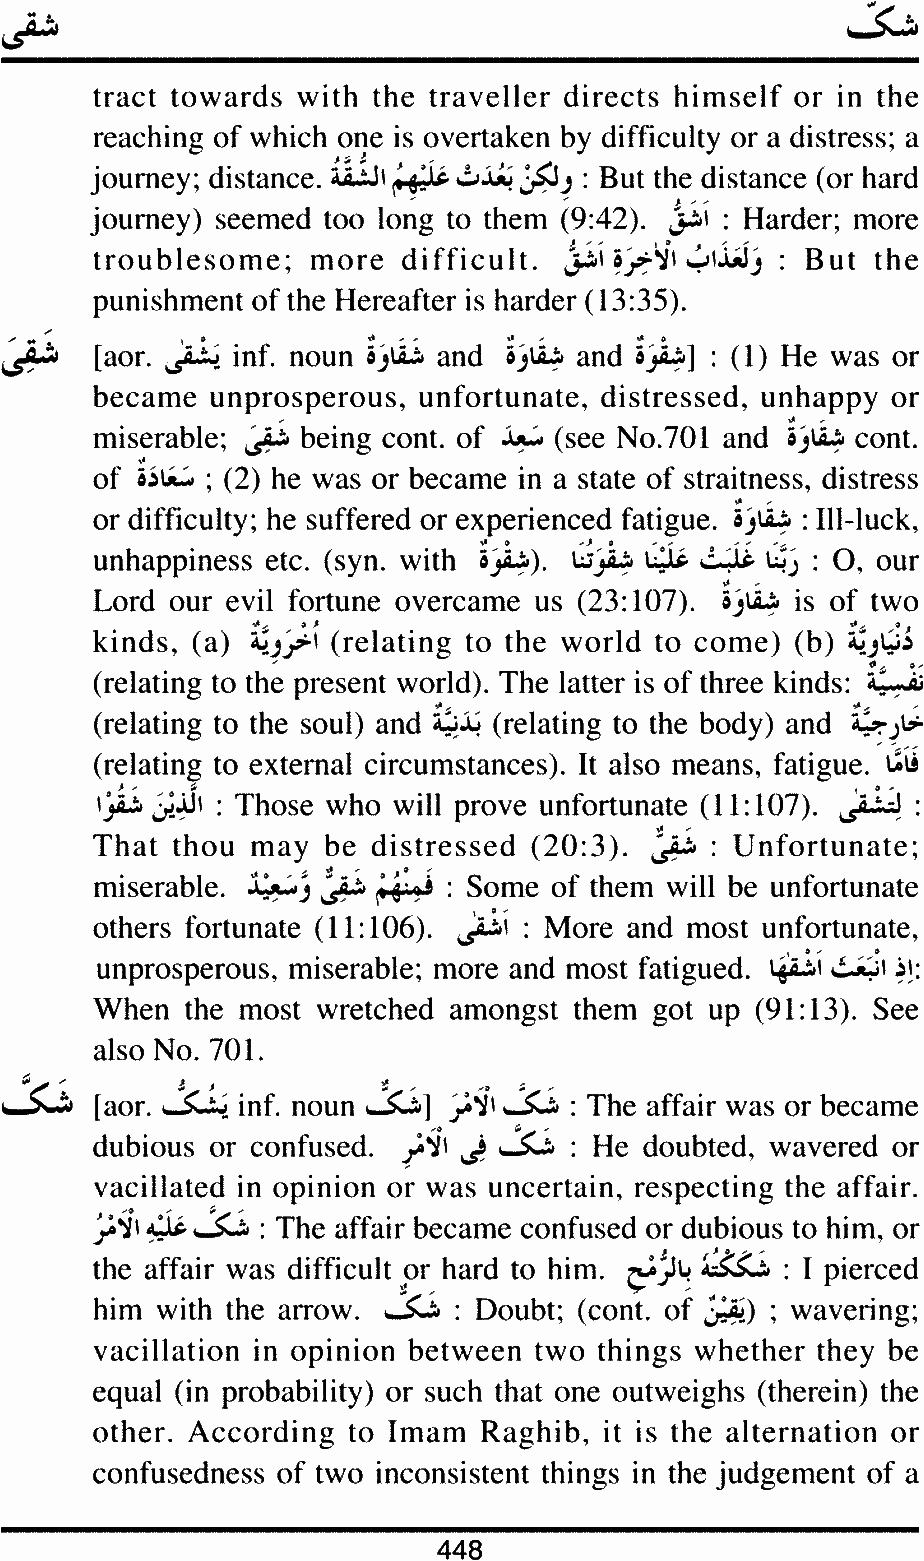 شقى شكّ
tract towards with the traveller directs himself or in the
reaching of which one is overtaken by difficulty or a distress; a
journey; distance. وَلٰكِنْ بَعُدَتْ عَلَيْهِمُ الشُّقَّةُ : But the distance (or hard
journey) seemed too long to them (9:42). اَشَقُّ : Harder; more
troublesome; more difficult. وَلَعَذَابُ الْاٰخِرَةِ اَشَقُّ : But the
punishment of the Hereafter is harder (13:35).
شَقِىَ [aor. يَشْقٰى inf. noun شَقَاوَةٌ and شِقَاوَةٌ and شِقْوَةٌ] : (1) He was or
became unprosperous, unfortunate, distressed, unhappy or
miserable; شَقِىَ being cont. of سَعِدَ (see No.701 and شَقَاوَةٌ cont.
of سَعَادَةٌ ; (2) he was or became in a state of straitness, distress
or difficulty; he suffered or experienced fatigue. شَقَاوَةٌ : Ill-luck,
unhappiness etc. (syn. with شِقْوَةٌ). رَبَّنَا غَلَبَتْ عَلَيْنَا شِقْوَتُنَا : O, our
Lord our evil fortune overcame us (23:107). شَقَاوَةٌ is of two
kinds, (a) اُخْرَوِيَّةٌ (relating to the world to come) (b) دُنْيَاوِيَّةٌ
(relating to the present world). The latter is of three kinds: نَفْسِيَّةٌ
(relating to the soul) and بَدَنِيَّةٌ (relating to the body) and خَارِجِيَّةٌ
(relating to external circumstances). It also means, fatigue. فَاَمَّا
الَّذِيْنَ شَقُوْا : Those who will prove unfortunate (11:107). لِتَشْقٰى :
That thou may be distressed (20:3). شَقِىٌّ : Unfortunate;
miserable. فَمِنْهُمْ شَقِىٌّ وَّسَعِيْدٌ : Some of them will be unfortunate
others fortunate (11:106). اَشْقٰى : More and most unfortunate,
unprosperous, miserable; more and most fatigued. اِذِ انْبَعَثَ اَشْقٰهَا:
When the most wretched amongst them got up (91:13). See
also No. 701.
شَكَّ [aor. يَشُكُّ inf. noun شَكٌّ] شَكَّ الْاَمْرُ : The affair was or became
dubious or confused. شَكَّ فِى الْاَمْرِ : He doubted, wavered or
vacillated in opinion or was uncertain, respecting the affair.
شَكَّ عَلَيْهِ الْاَمْرُ : The affair became confused or dubious to him, or
the affair was difficult or hard to him. شَكَكْتُهُ بِالرُّمْحِ : I pierced
him with the arrow. شَكٌّ : Doubt; (cont. of يَقِيْنٌ) ; wavering;
vacillation in opinion between two things whether they be
equal (in probability) or such that one outweighs (therein) the
other. According to Imam Raghib, it is the alternation or
confusedness of two inconsistent things in the judgement of a
448